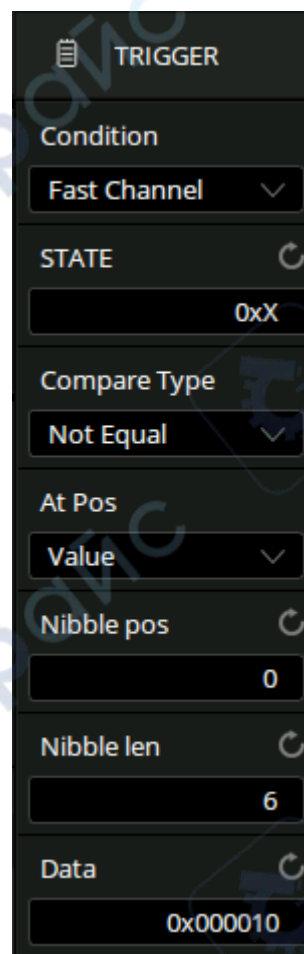 TRIGGER
Condition
Fast Channel
STATE
0xX
Compare Type
Not Equal
At Pos
Value
Nibble pos
0
Nibble len
6
Data
0x000010